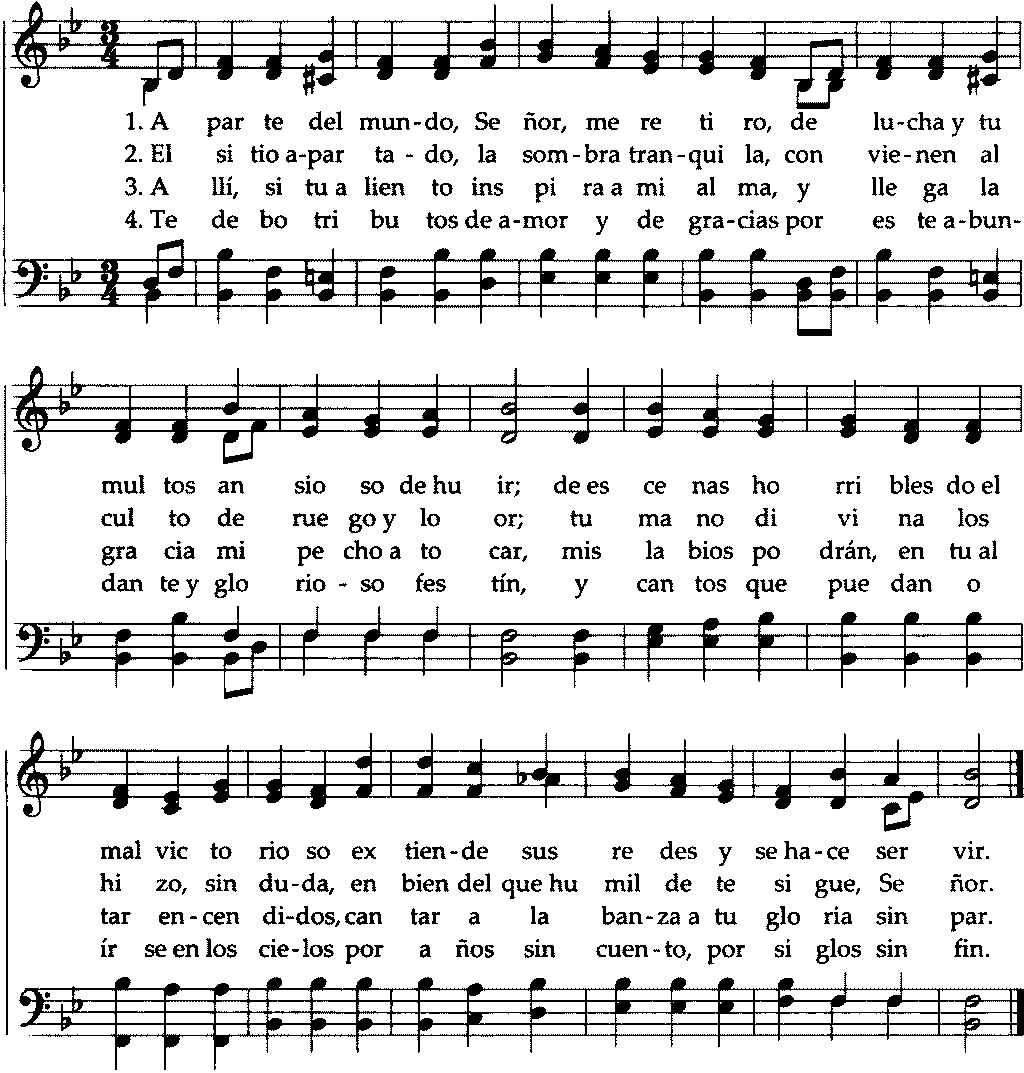 1. A par te del mun-do, Se ñor, me re ti ro, de lu-cha y tu
2. El si tio a-par ta - do, la som-bra tran-qui la, con vie-nen al
3. A llí, si tu a lien to ins pi ra a mi al ma, y lle ga la
4. Te de bo tri bu tos de a-mor y de gra-cias por es te a-bun-
mul tos an sio so de hu ir; de es ce nas ho rri bles do el
cul to de rue go y lo or; tu ma no di vi na los
gra cia mi pe cho a to car, mis la bios po drán, en tu al
dan te y glo rio - so fes tín, y can tos que pue dan o
mal vic to rio so ex tien-de sus re des y se ha-ce ser vir.
hi zo, sin du-da, en bien del que hu mil de te si gue, Se ñor.
tar en-cen di-dos, can tar a la ban-za a tu glo ria sin par.
ír se en los cie-los por a ños sin cuen-to, por si glos sin fin.